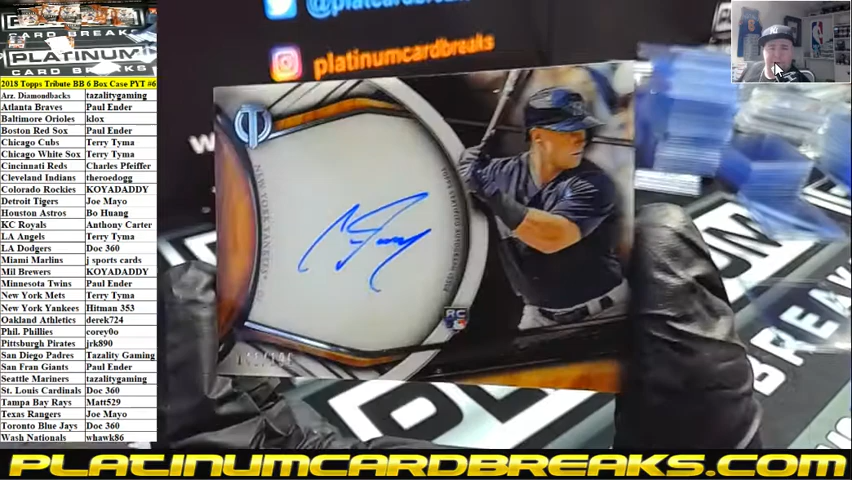 CARD BREAKS
PLATINUM
CARD BREAKS
@platcardbreaks
platinumcardbreaks
2018 Topps Tribute BB 6 Box Case PYT #6
Arz. Diamondbacks tazalitygaming
Atlanta Braves Paul Ender
Baltimore Orioles klox
Boston Red Sox Paul Ender
Chicago Cubs Terry Tyma
Chicago White Sox Terry Tyma
Cincinnati Reds Charles Pfeiffer
Cleveland Indians theroedogg
Colorado Rockies KOYADADDY
Detroit Tigers Joe Mayo
Houston Astros Bo Huang
KC Royals Anthony Carter
LA Angels Terry Tyma
LA Dodgers Doc 360
Miami Marlins j sports cards
Mil Brewers KOYADADDY
Minnesota Twins Paul Ender
New York Mets Terry Tyma
New York Yankees Hitman 353
Oakland Athletics derek724
Phil. Phillies corey0o
Pittsburgh Pirates jrk890
San Diego Padres Tazality Gaming
San Fran Giants Paul Ender
Seattle Mariners tazalitygaming
St. Louis Cardinals Doc 360
Tampa Bay Rays Matt529
Texas Rangers Joe Mayo
Toronto Blue Jays Doc 360
Wash Nationals whawk86
NEW YORK YANKEES
RC
BREAK
PLATINUMCARDBREAKS.COM